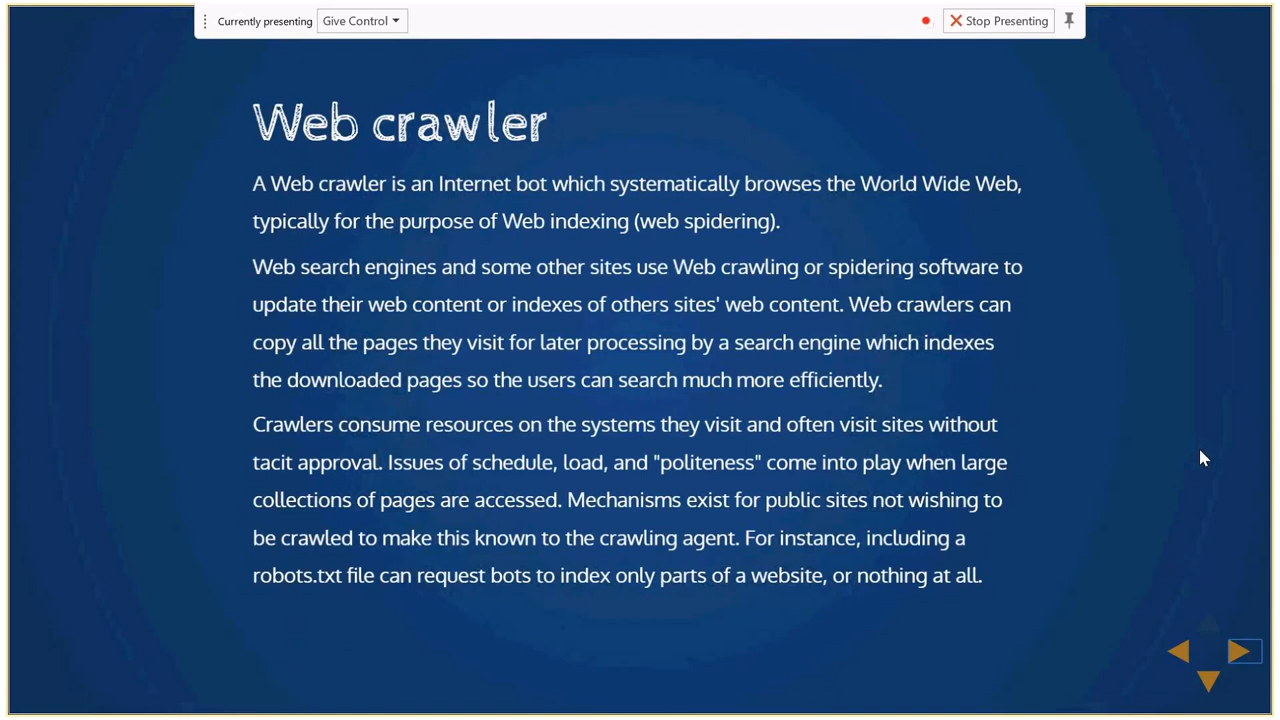 Currently presenting Give Control Stop Presenting
Web crawler
A Web crawler is an Internet bot which systematically browses the World Wide Web,
typically for the purpose of Web indexing (web spidering).
Web search engines and some other sites use Web crawling or spidering software to
update their web content or indexes of others sites' web content. Web crawlers can
copy all the pages they visit for later processing by a search engine which indexes
the downloaded pages so the users can search much more efficiently.
Crawlers consume resources on the systems they visit and often visit sites without
tacit approval. Issues of schedule, load, and "politeness" come into play when large
collections of pages are accessed. Mechanisms exist for public sites not wishing to
be crawled to make this known to the crawling agent. For instance, including a
robots.txt file can request bots to index only parts of a website, or nothing at all.